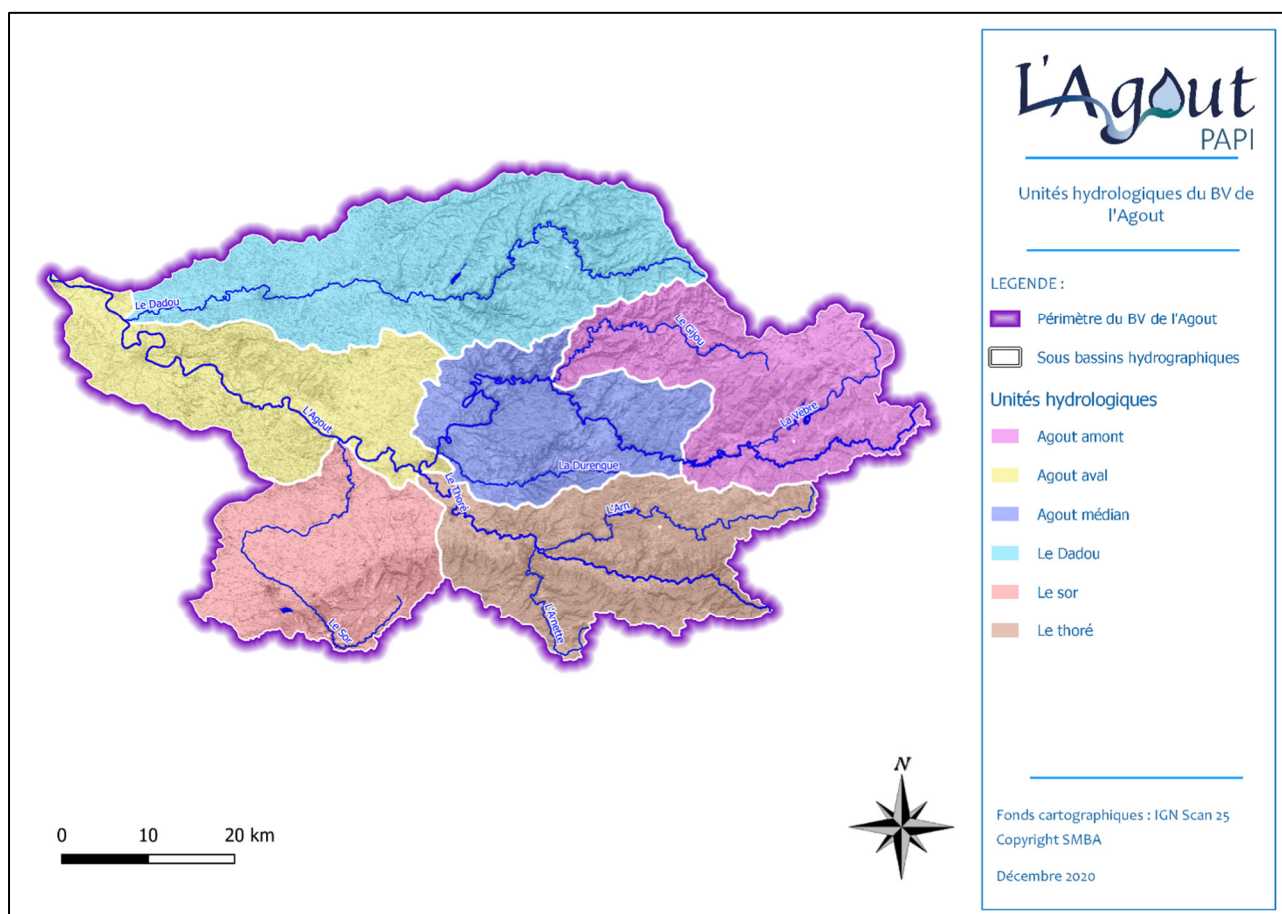 Le Dadou
Le Gijou
La Vèbre
L'Agout
La Durenque
Le Thoré
L'Arn
L'Arnette
Le Sor
0 10 20 km
N
L'Agout
PAPI
Unités hydrologiques du BV de
l'Agout
LEGENDE :
Périmètre du BV de l'Agout
Sous bassins hydrographiques
Unités hydrologiques
Agout amont
Agout aval
Agout médian
Le Dadou
Le sor
Le thoré
Fonds cartographiques : IGN Scan 25
Copyright SMBA
Décembre 2020